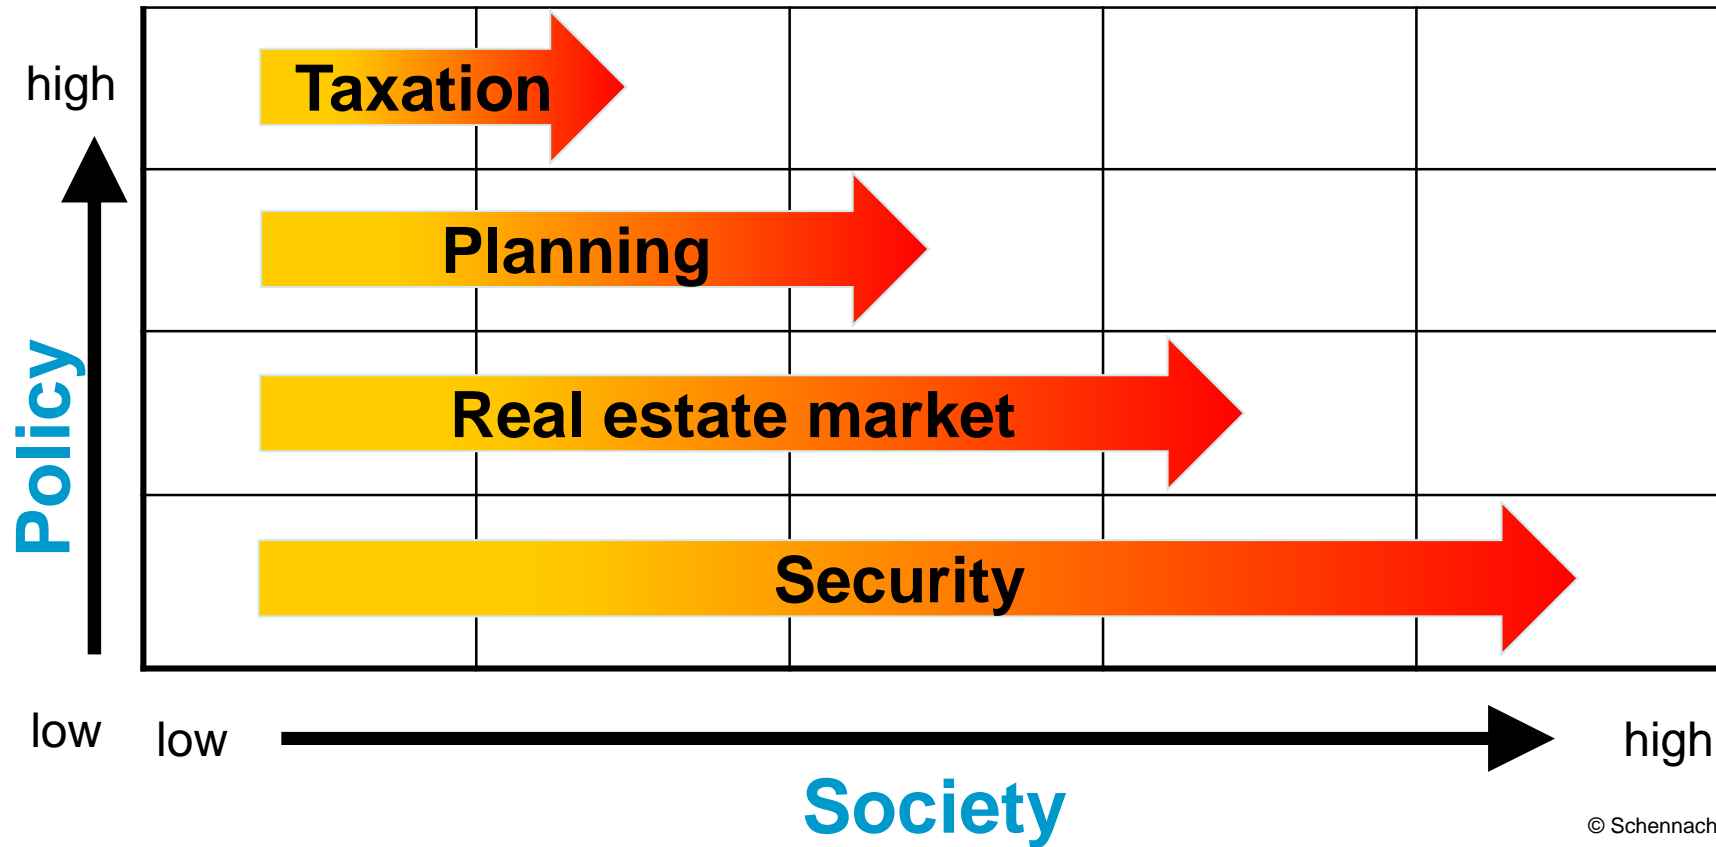 high
Taxation
Planning
Policy
Real estate market
Security
low
low
high
Society
© Schennach